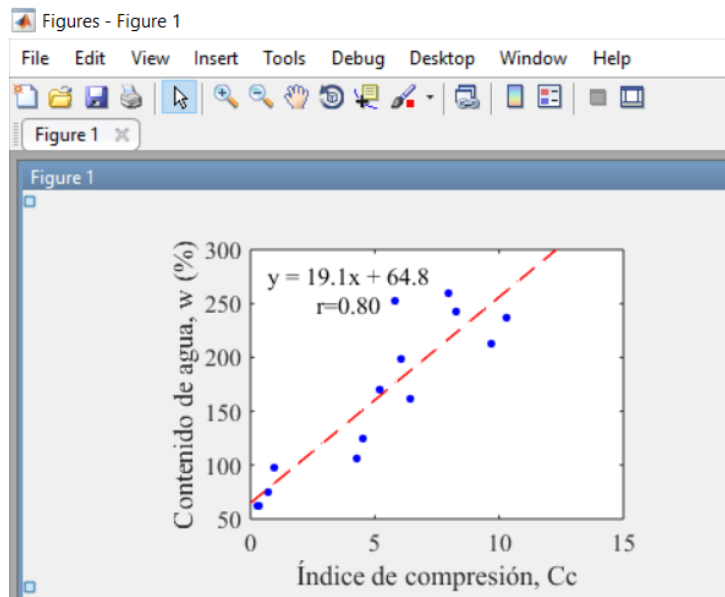 Figures - Figure 1
File Edit View Insert Tools Debug Desktop Window Help
Figure 1
Figure 1
Contenido de agua, w (%)
300
250
200
150
100
50
y = 19.1x + 64.8
r=0.80
0 5 10 15
Índice de compresión, Cc